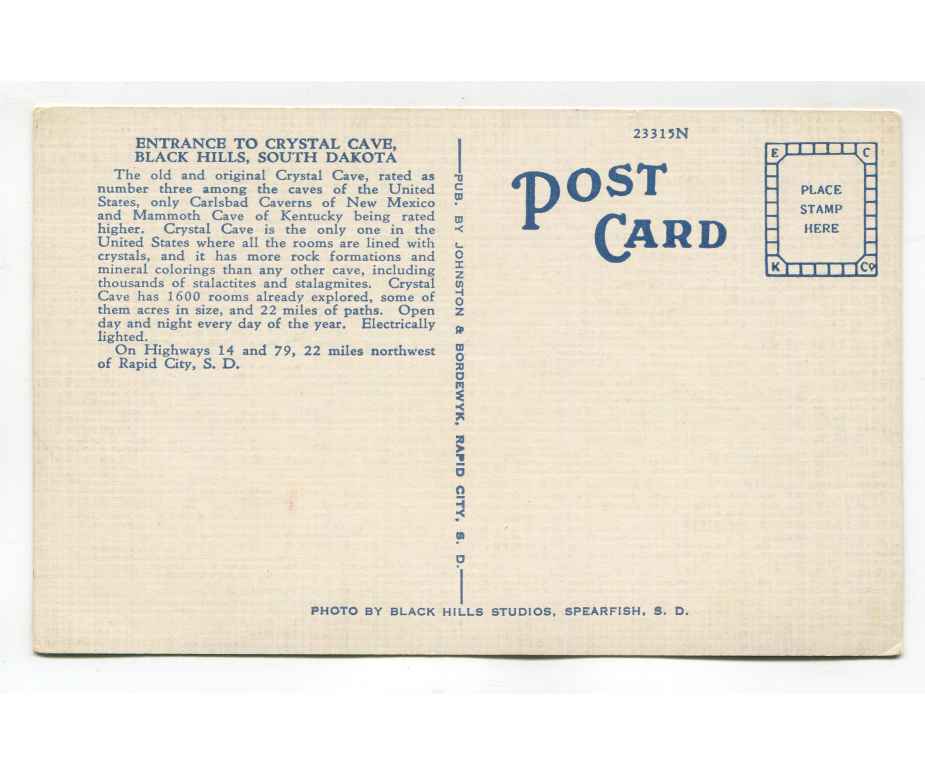 ENTRANCE TO CRYSTAL CAVE,
BLACK HILLS, SOUTH DAKOTA
The old and original Crystal Cave, rated as
number three among the caves of the United
States, only Carlsbad Caverns of New Mexico
and Mammoth Cave of Kentucky being rated
higher. Crystal Cave is the only one in the
United States where all the rooms are lined with
crystals, and it has more rock formations and
mineral colorings than any other cave, including
thousands of stalactites and stalagmites. Crystal
Cave has 1600 rooms already explored, some of
them acres in size, and 22 miles of paths. Open
day and night every day of the year. Electrically
lighted.
On Highways 14 and 79, 22 miles northwest
of Rapid City, S. D.
PUB. BY JOHNSTON & BORDEWYK, RAPID CITY, S. D.
23315N
POST
CARD
E C
PLACE
STAMP
HERE
K Co
PHOTO BY BLACK HILLS STUDIOS, SPEARFISH, S. D.